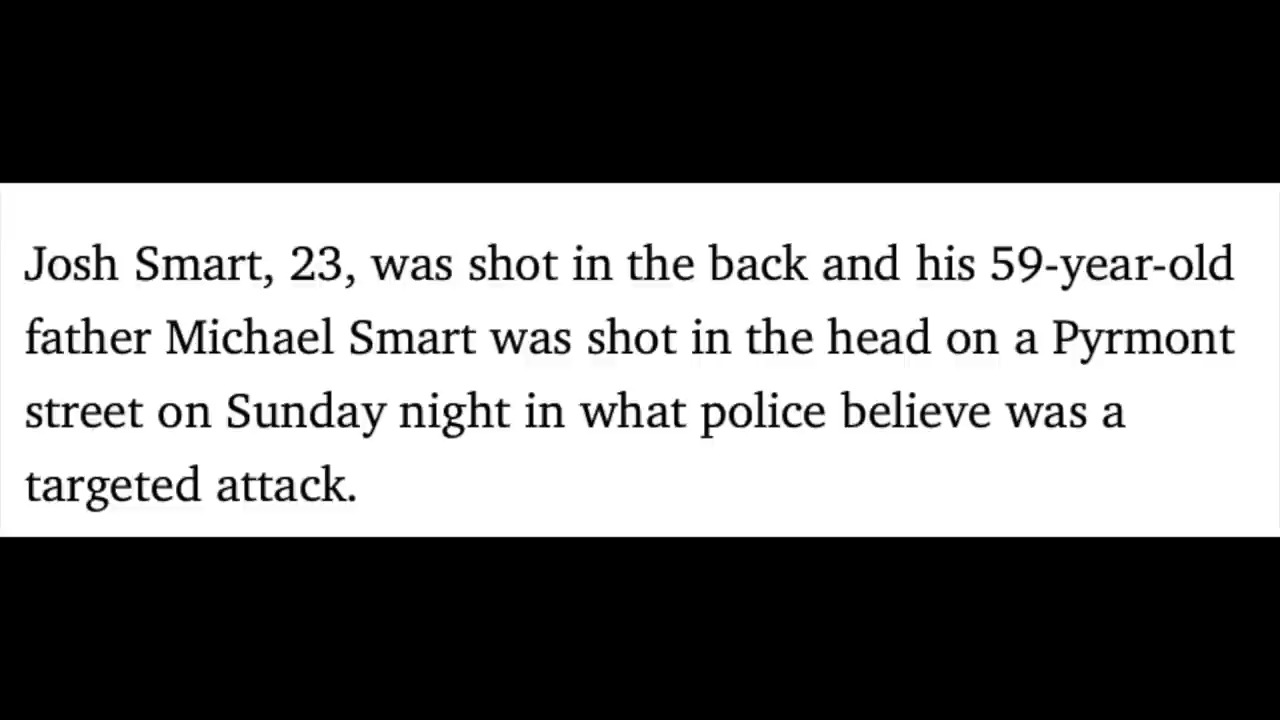 Josh Smart, 23, was shot in the back and his 59-year-old
father Michael Smart was shot in the head on a Pyrmont
street on Sunday night in what police believe was a
targeted attack.